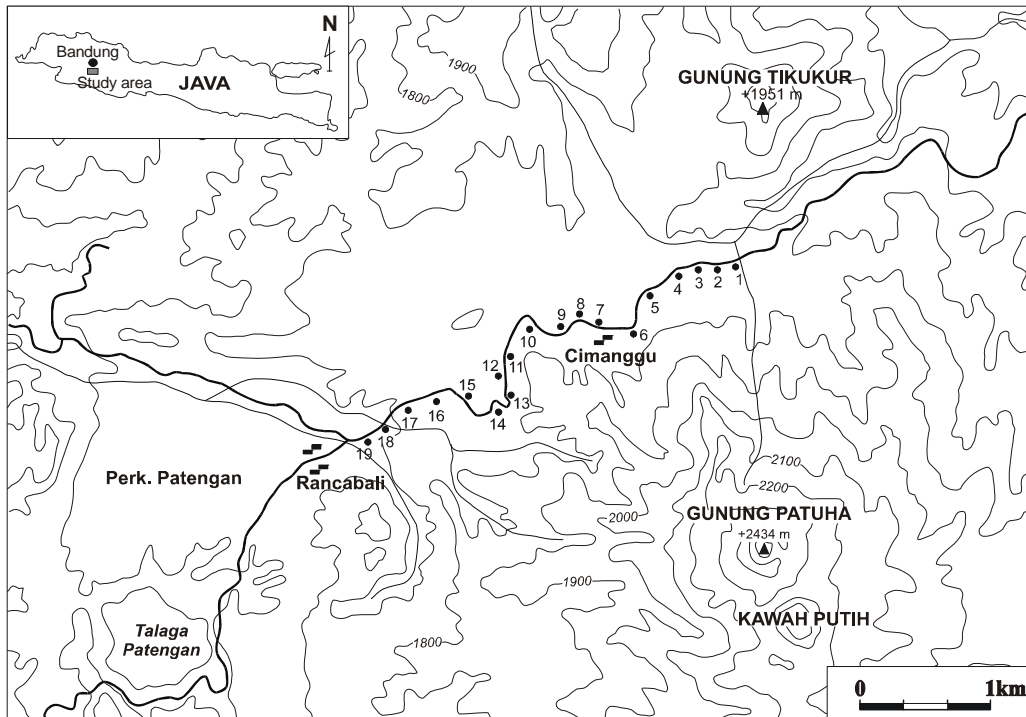 N
Bandung
Study area
JAVA
1900
1800
GUNUNG TIKUKUR
+1951 m
1
2
3
4
5
6
7
8
9
10
11
12
13
14
15
16
17
18
19
Cimanggu
Perk. Patengan
Rancabali
2100
2200
2000
GUNUNG PATUHA
+2434 m
1900
KAWAH PUTIH
1800
Talaga
Patengan
0
1km